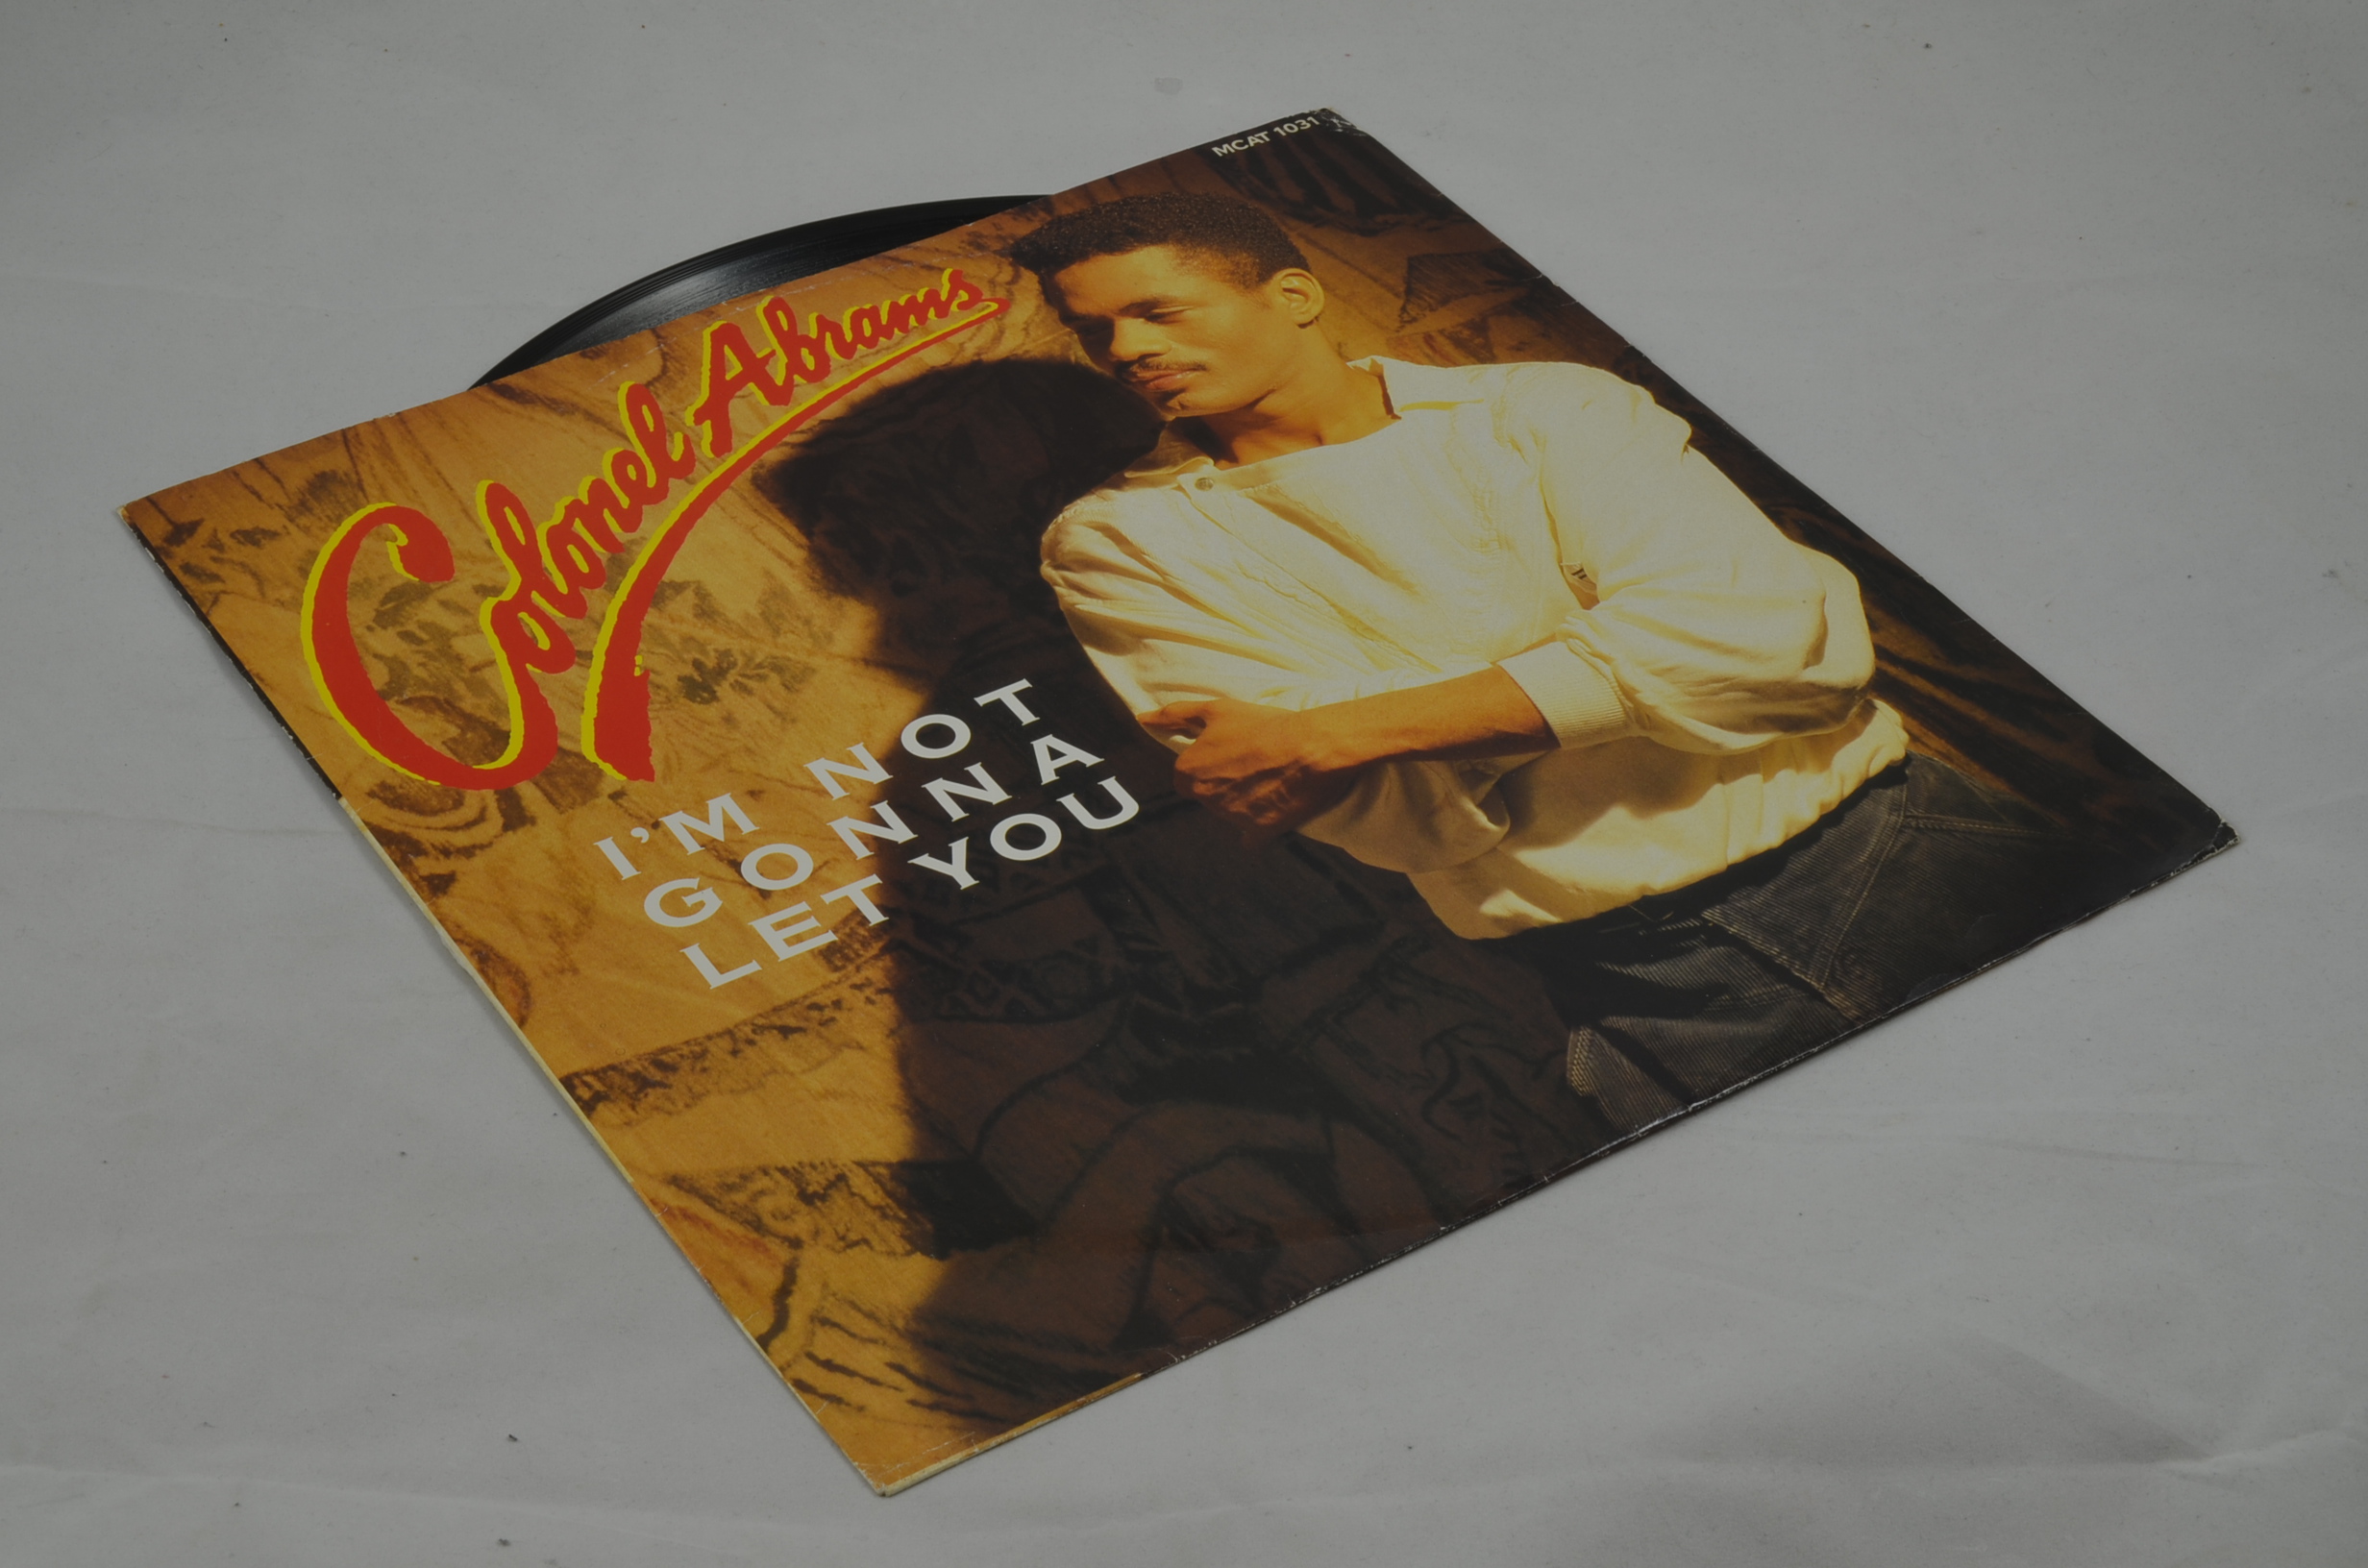 MCAT 1031
Colonel Abrams
I'M NOT
GONNA
LET YOU